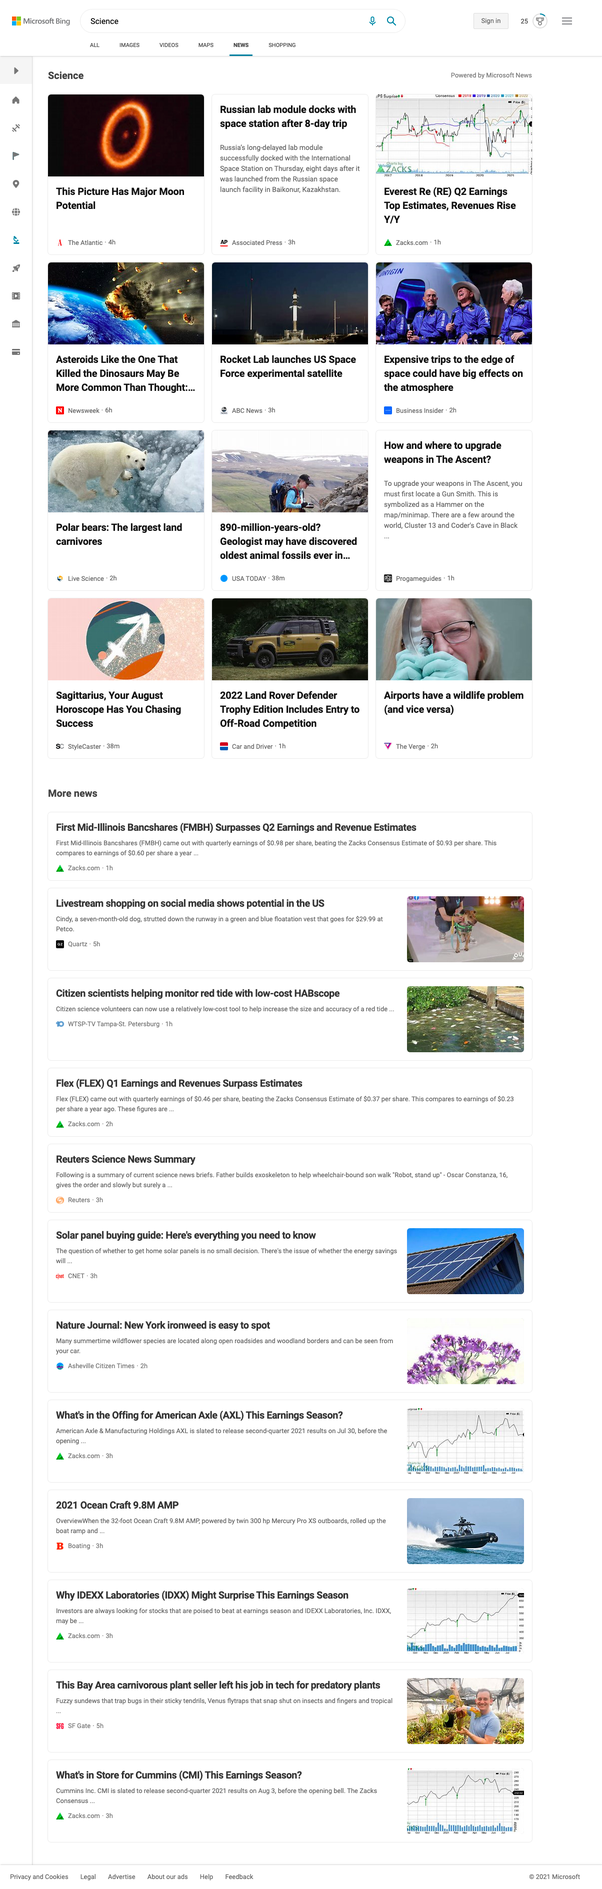 Microsoft Bing
Science
Sign in
25
ALL
IMAGES
VIDEOS
MAPS
NEWS
SHOPPING
Science
Powered by Microsoft News
This Picture Has Major Moon
Potential
The Atlantic · 4h
Russian lab module docks with
space station after 8-day trip
Russia's long-delayed lab module
successfully docked with the International
Space Station on Thursday, eight days after it
was launched from the Russian space
launch facility in Baikonur, Kazakhstan.
AP Associated Press · 3h
ZACKS
Everest Re (RE) Q2 Earnings
Top Estimates, Revenues Rise
Y/Y
Zacks.com · 1h
Asteroids Like the One That
Killed the Dinosaurs May Be
More Common Than Thought:...
Newsweek · 6h
Rocket Lab launches US Space
Force experimental satellite
ABC News · 3h
ORIGIN
Expensive trips to the edge of
space could have big effects on
the atmosphere
Business Insider · 2h
Polar bears: The largest land
carnivores
Live Science · 2h
890-million-years-old?
Geologist may have discovered
oldest animal fossils ever in...
USA TODAY · 38m
How and where to upgrade
weapons in The Ascent?
To upgrade your weapons in The Ascent, you
must first locate a Gun Smith. This is
symbolized as a Hammer on the
map/minimap. There are a few around the
world, Cluster 13 and Coder's Cave in Black
...
Progameguides · 1h
Sagittarius, Your August
Horoscope Has You Chasing
Success
SC StyleCaster · 38m
2022 Land Rover Defender
Trophy Edition Includes Entry to
Off-Road Competition
Car and Driver · 1h
Airports have a wildlife problem
(and vice versa)
The Verge · 2h
More news
First Mid-Illinois Bancshares (FMBH) Surpasses Q2 Earnings and Revenue Estimates
First Mid-Illinois Bancshares (FMBH) came out with quarterly earnings of $0.98 per share, beating the Zacks Consensus Estimate of $0.93 per share. This
compares to earnings of $0.60 per share a year ...
Zacks.com · 1h
Livestream shopping on social media shows potential in the US
Cindy, a seven-month-old dog, strutted down the runway in a green and blue floatation vest that goes for $29.99 at
Petco.
Quartz · 5h
Citizen scientists helping monitor red tide with low-cost HABscope
Citizen science volunteers can now use a relatively low-cost tool to help increase the size and accuracy of a red tide ...
WTSP-TV Tampa-St. Petersburg · 1h
Flex (FLEX) Q1 Earnings and Revenues Surpass Estimates
Flex (FLEX) came out with quarterly earnings of $0.46 per share, beating the Zacks Consensus Estimate of $0.37 per share. This compares to earnings of $0.23
per share a year ago. These figures are ...
Zacks.com · 2h
Reuters Science News Summary
Following is a summary of current science news briefs. Father builds exoskeleton to help wheelchair-bound son walk "Robot, stand up" - Oscar Constanza, 16,
gives the order and slowly but surely a ...
Reuters · 3h
Solar panel buying guide: Here's everything you need to know
The question of whether to get home solar panels is no small decision. There's the issue of whether the energy savings
will ...
CNET · 3h
Nature Journal: New York ironweed is easy to spot
Many summertime wildflower species are located along open roadsides and woodland borders and can be seen from
your car.
Asheville Citizen Times · 2h
What's in the Offing for American Axle (AXL) This Earnings Season?
American Axle & Manufacturing Holdings AXL is slated to release second-quarter 2021 results on Jul 30, before the
opening ...
Zacks.com · 3h
2021 Ocean Craft 9.8M AMP
OverviewWhen the 32-foot Ocean Craft 9.8M AMP, powered by twin 300 hp Mercury Pro XS outboards, rolled up the
boat ramp and ...
B Boating · 3h
Why IDEXX Laboratories (IDXX) Might Surprise This Earnings Season
Investors are always looking for stocks that are poised to beat at earnings season and IDEXX Laboratories, Inc. IDXX,
may be ...
Zacks.com · 3h
This Bay Area carnivorous plant seller left his job in tech for predatory plants
Fuzzy sundews that trap bugs in their sticky tendrils, Venus flytraps that snap shut on insects and fingers and tropical
...
SF Gate · 5h
What's in Store for Cummins (CMI) This Earnings Season?
Cummins Inc. CMI is slated to release second-quarter 2021 results on Aug 3, before the opening bell. The Zacks
Consensus ...
Zacks.com · 3h
Privacy and Cookies
Legal
Advertise
About our ads
Help
Feedback
© 2021 Microsoft